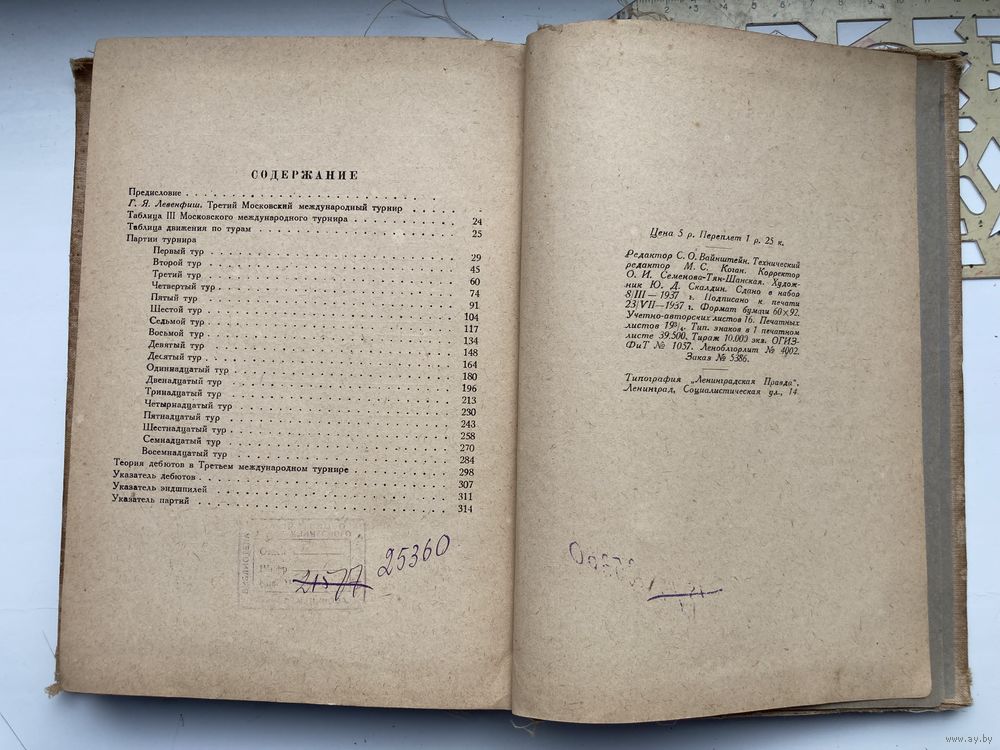 СОДЕРЖАНИЕ
Предисловие
Г. Я. Левенфиш. Третий Московский международный турнир
Таблица III Московского международного турнира 24
Таблица движения по турам 25
Партии турнира
Первый тур 29
Второй тур 45
Третий тур 60
Четвертый тур 74
Пятый тур 91
Шестой тур 104
Седьмой тур 117
Восьмой тур 134
Девятый тур 148
Десятый тур 164
Одиннадцатый тур 180
Двенадцатый тур 196
Тринадцатый тур 213
Четырнадцатый тур 230
Пятнадцатый тур 243
Шестнадцатый тур 258
Семнадцатый тур 270
Восемнадцатый тур 284
Теория дебютов в Третьем международном турнире 298
Указатель дебютов 307
Указатель эндшпилей 311
Указатель партий 314
БИБЛИОТЕКА
21577
25360
Цена 5 р. Переплет 1 р. 25 к.
Редактор С. О. Вайнштейн. Технический
редактор М. С. Коган. Корректор
О. И. Семенова-Тян-Шанская. Худож-
ник Ю. Д. Скалдин. Сдано в набор
8/III — 1937 г. Подписано к печати
23/VII—1937 г. Формат бумаги 60×92.
Учетно-авторских листов 16. Печатных
листов Тип. знаков в 1 печатном
листе 39.500. Тираж 10.000 экз. ОГИЗ-
ФиТ № 1057. Леноблгорлит № 4002.
Заказ № 5386.
Типография „Ленинградская Правда“,
Ленинград, Социалистическая ул., 14.
www.ay.by